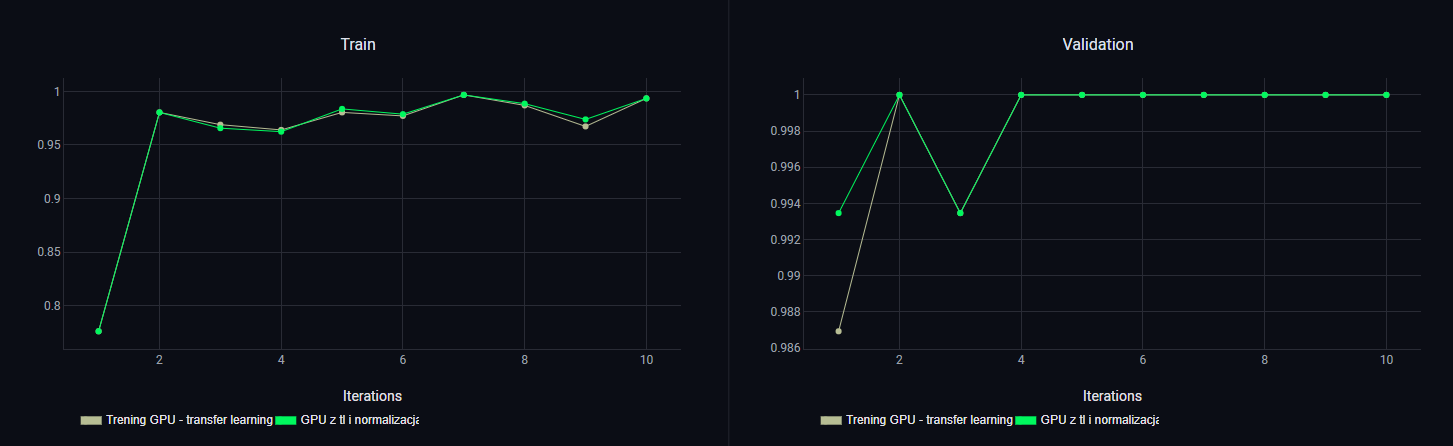 Train
1
0.95
0.9
0.85
0.8
2 4 6 8 10
Iterations
Trening GPU - transfer learning GPU z tl i normalizacją
Validation
1
0.998
0.996
0.994
0.992
0.99
0.988
0.986
2 4 6 8 10
Iterations
Trening GPU - transfer learning GPU z tl i normalizacją